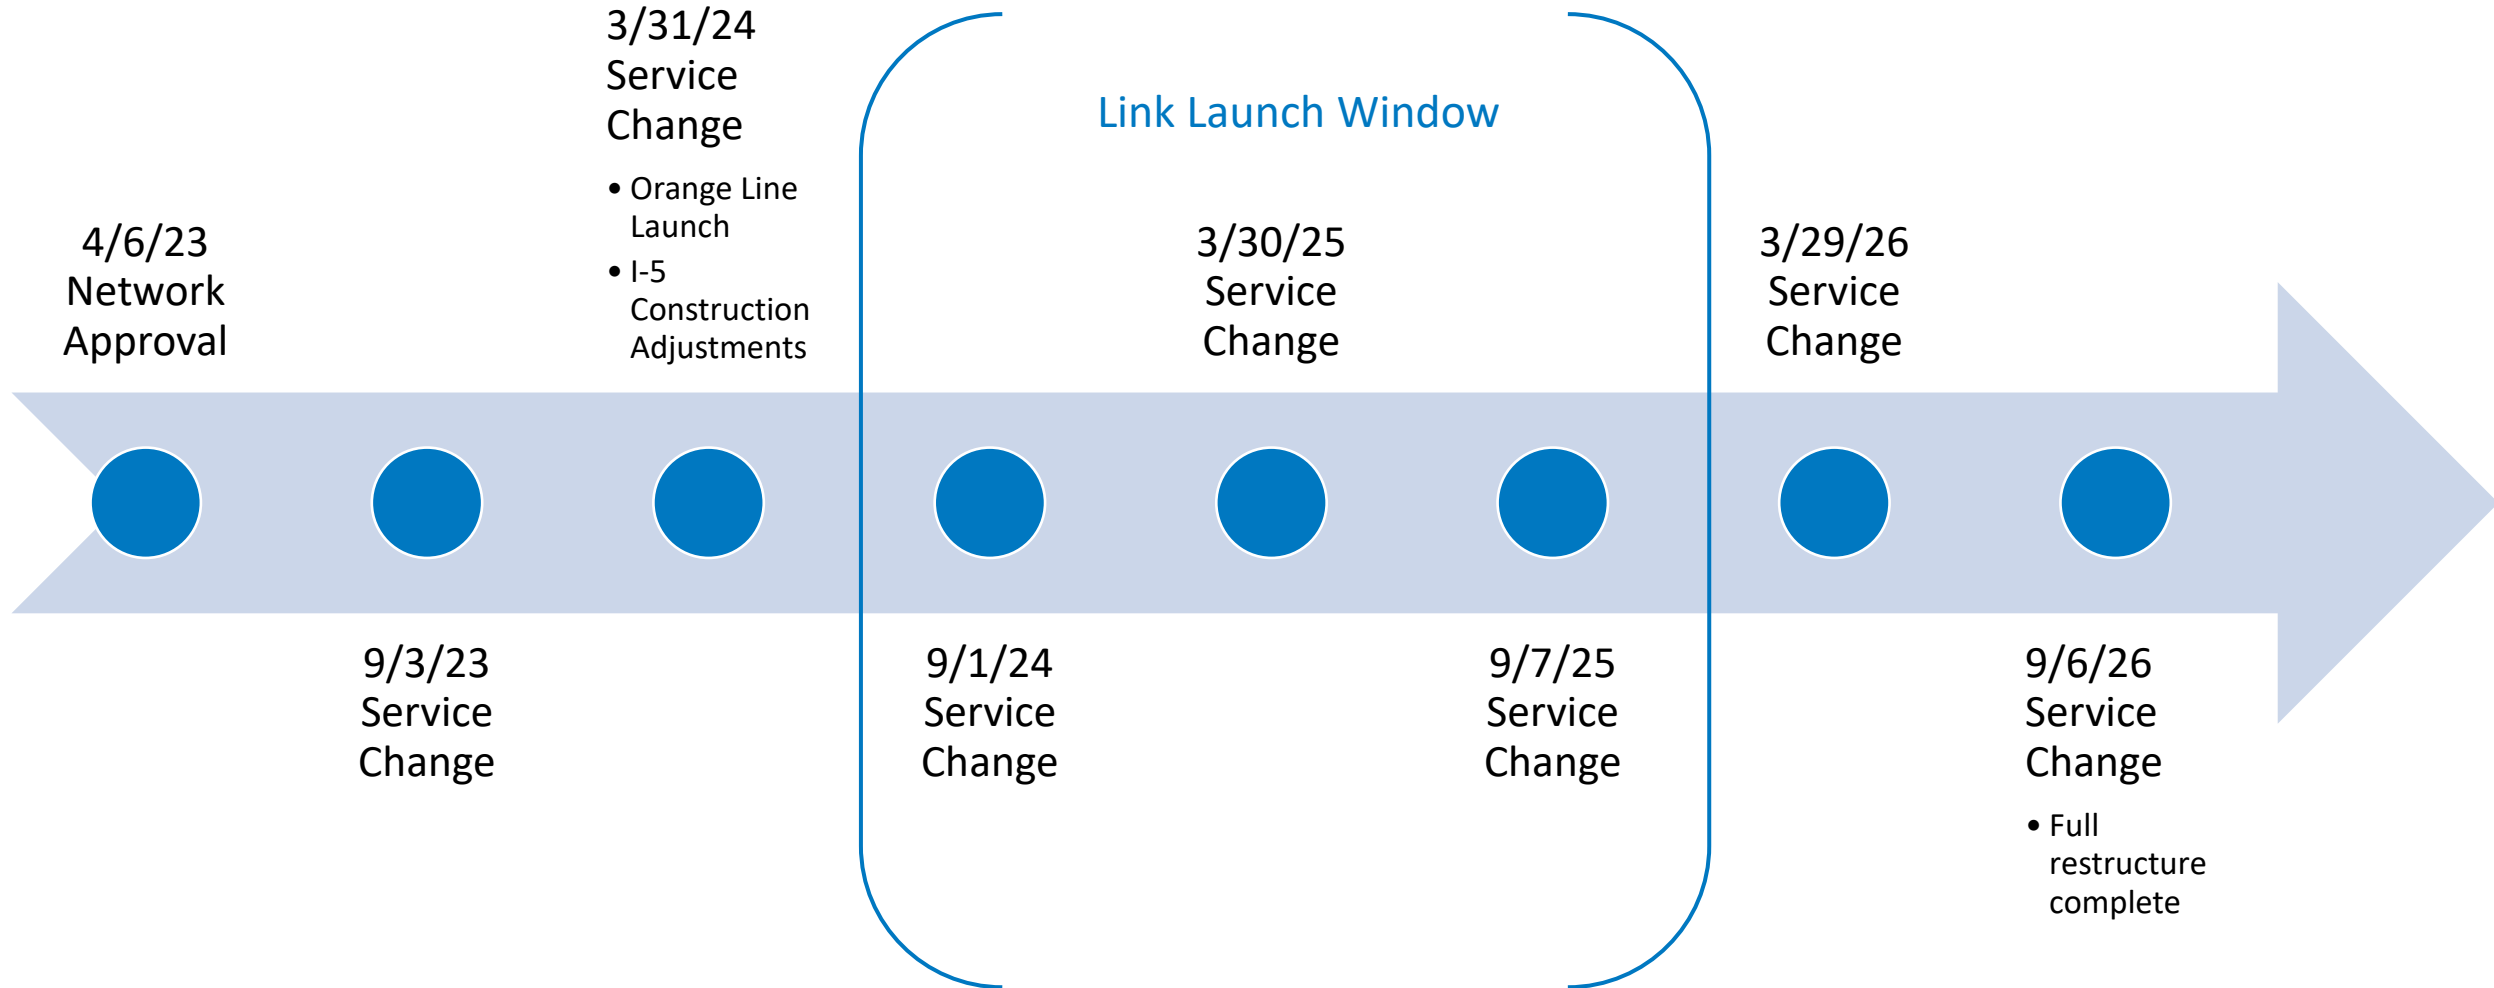 4/6/23
Network
Approval
9/3/23
Service
Change
3/31/24
Service
Change
• Orange Line
Launch
• I-5
Construction
Adjustments
Link Launch Window
9/1/24
Service
Change
3/30/25
Service
Change
9/7/25
Service
Change
3/29/26
Service
Change
9/6/26
Service
Change
• Full
restructure
complete